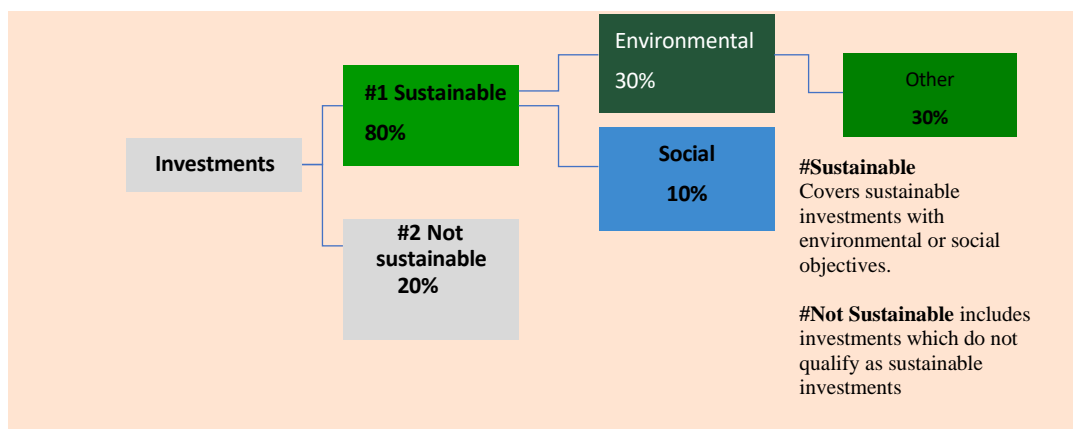 Investments
#1 Sustainable
80%
#2 Not
sustainable
20%
Environmental
30%
Social
10%
Other
30%
#Sustainable
Covers sustainable
investments with
environmental or social
objectives.
#Not Sustainable includes
investments which do not
qualify as sustainable
investments